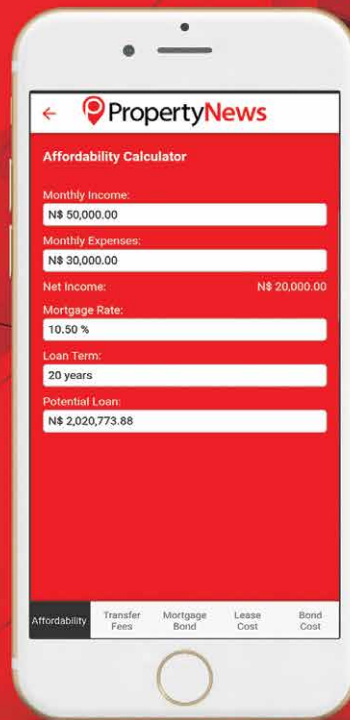 ← PropertyNews
Affordability Calculator
Monthly Income:
N$ 50,000.00
Monthly Expenses:
N$ 30,000.00
Net Income: N$ 20,000.00
Mortgage Rate:
10.50 %
Loan Term:
20 years
Potential Loan:
N$ 2,020,773.88
Affordability
Transfer
Fees
Mortgage
Bond
Lease
Cost
Bond
Cost